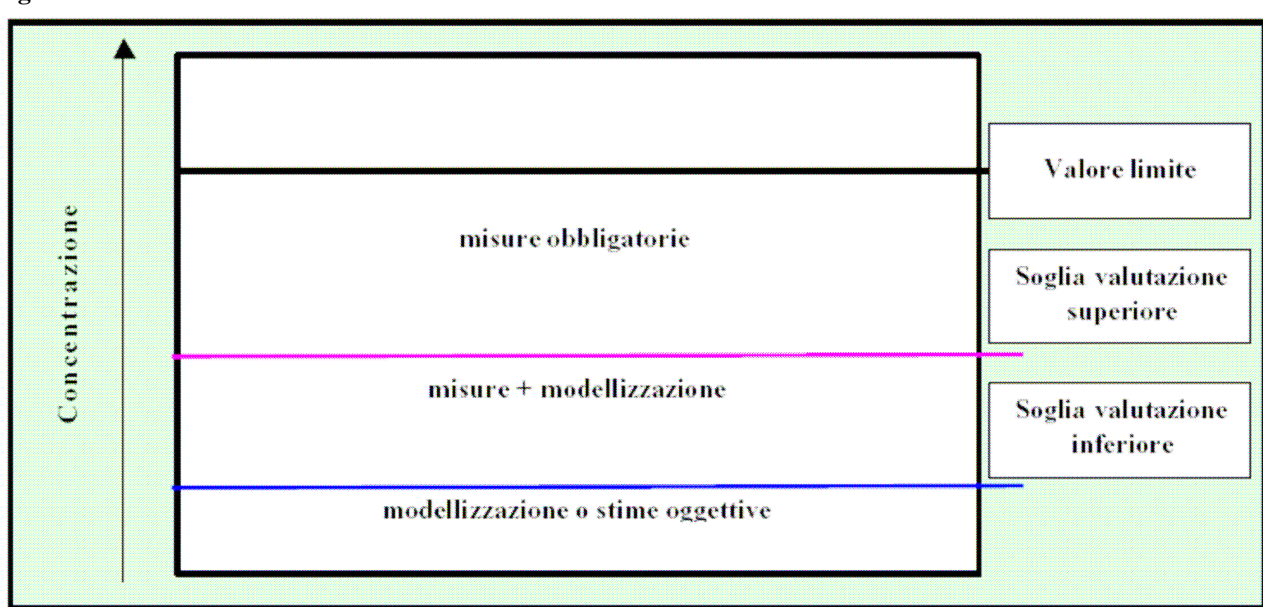 Valore limite
misure obbligatorie
Soglia valutazione
superiore
Concentrazione
misure + modellizzazione
Soglia valutazione
inferiore
modellizzazione o stime oggettive